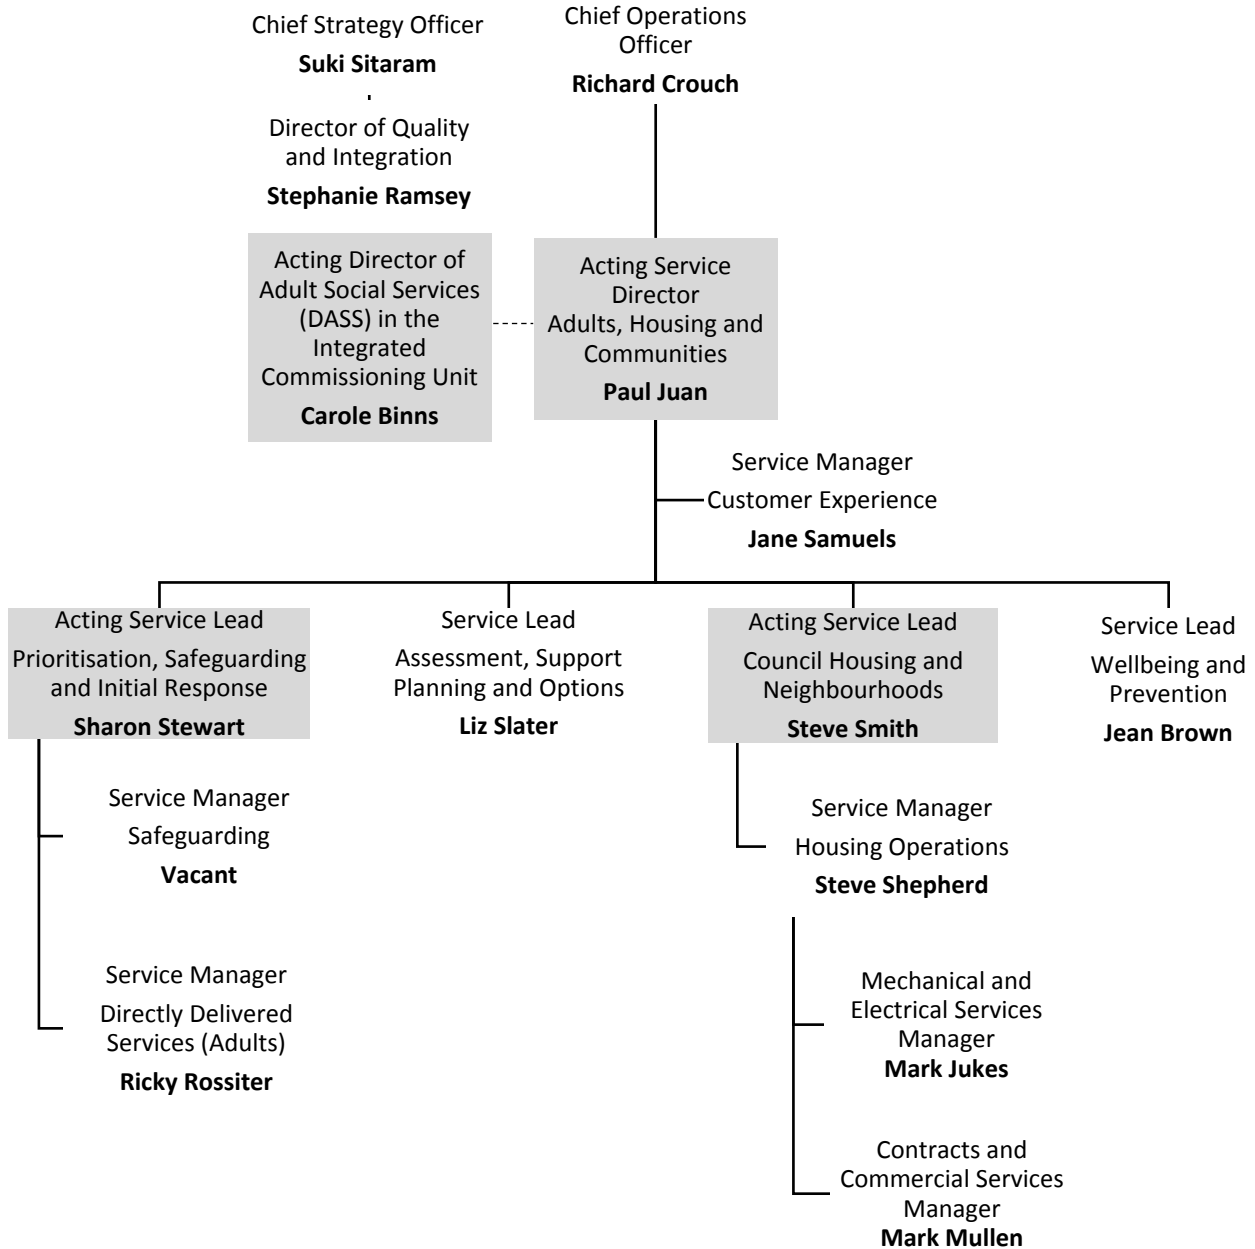 Chief Strategy Officer
Suki Sitaram
Chief Operations
Officer
Richard Crouch
Director of Quality
and Integration
Stephanie Ramsey
Acting Director of
Adult Social Services
(DASS) in the
Integrated
Commissioning Unit
Carole Binns
Acting Service
Director
Adults, Housing and
Communities
Paul Juan
Service Manager
Customer Experience
Jane Samuels
Acting Service Lead
Prioritisation, Safeguarding
and Initial Response
Sharon Stewart
Service Lead
Assessment, Support
Planning and Options
Liz Slater
Acting Service Lead
Council Housing and
Neighbourhoods
Steve Smith
Service Lead
Wellbeing and
Prevention
Jean Brown
Service Manager
Safeguarding
Vacant
Service Manager
Directly Delivered
Services (Adults)
Ricky Rossiter
Service Manager
Housing Operations
Steve Shepherd
Mechanical and
Electrical Services
Manager
Mark Jukes
Contracts and
Commercial Services
Manager
Mark Mullen